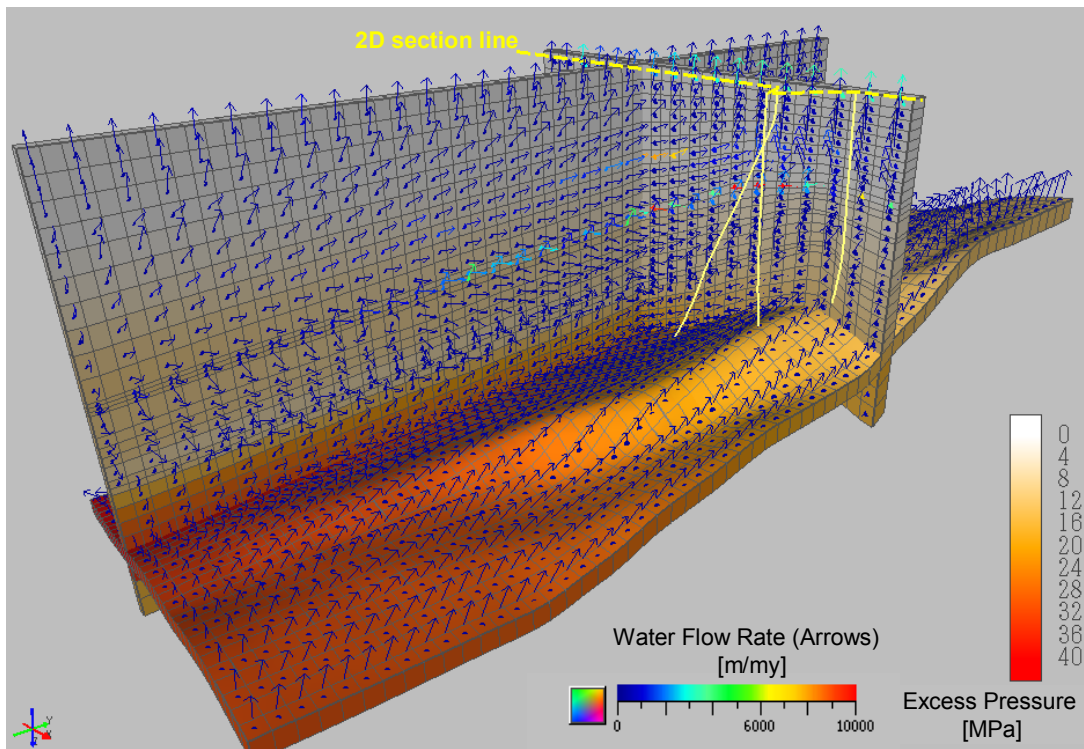 2D section line
0
4
8
12
16
20
24
28
32
36
40
Water Flow Rate (Arrows)
[m/my]
0
6000
10000
Excess Pressure
[MPa]
Y
X
Z